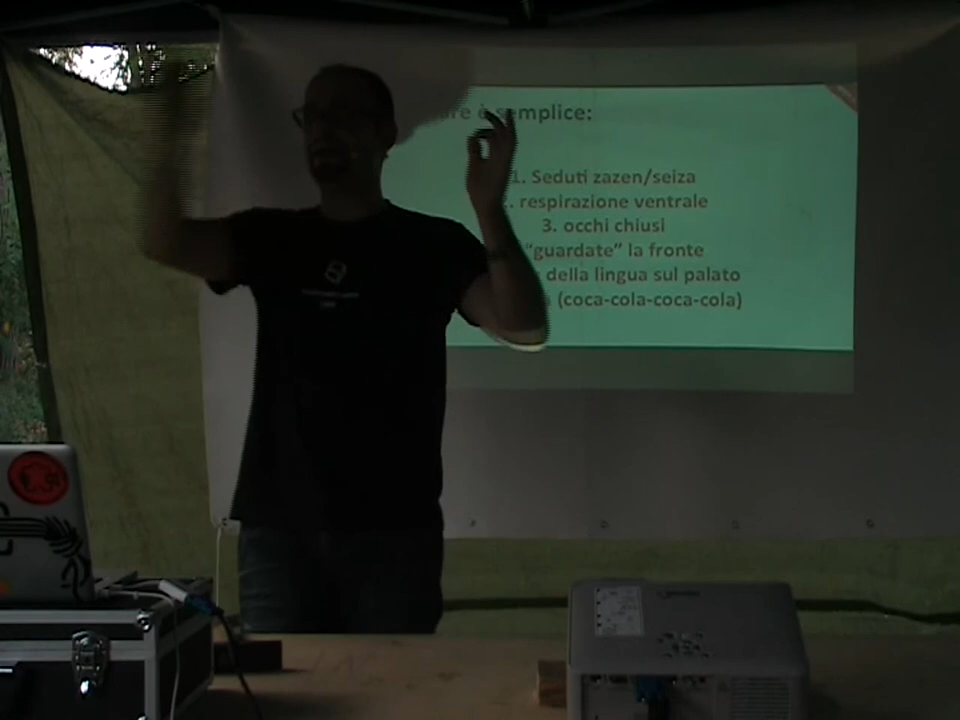 è semplice:
1. Seduti zazen/seiza
respirazione ventrale
3. occhi chiusi
“guardate” la fronte
della lingua sul palato
(coca-cola-coca-cola)